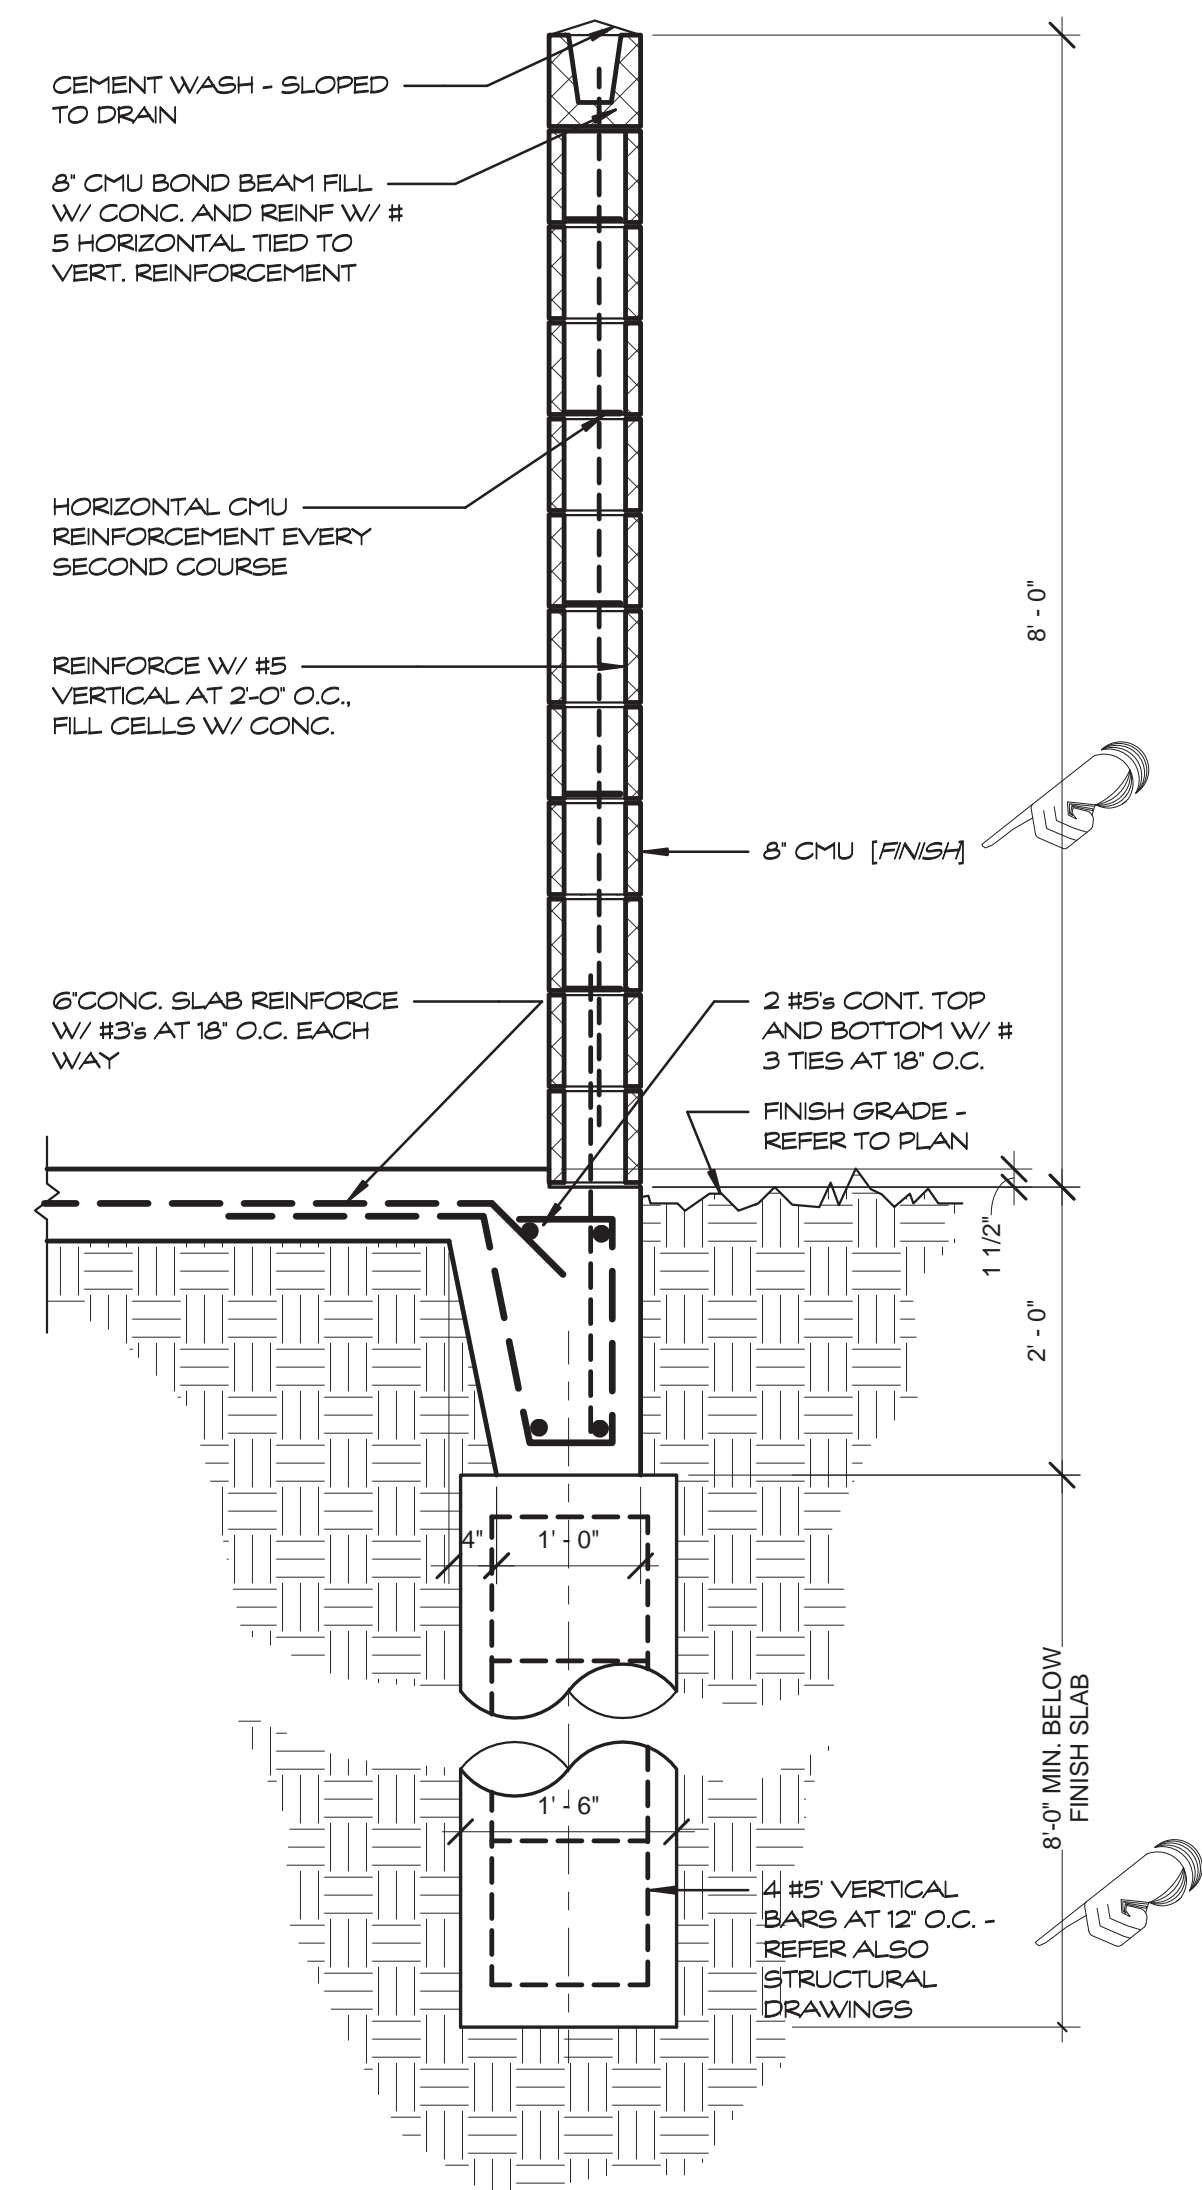 CEMENT WASH - SLOPED
TO DRAIN
8" CMU BOND BEAM FILL
W/ CONC. AND REINF W/ #
5 HORIZONTAL TIED TO
VERT. REINFORCEMENT
HORIZONTAL CMU
REINFORCEMENT EVERY
SECOND COURSE
8' - 0"
REINFORCE W/ #5
VERTICAL AT 2'-0" O.C.,
FILL CELLS W/ CONC.
8" CMU [FINISH]
6"CONC. SLAB REINFORCE
W/ #3's AT 18" O.C. EACH
WAY
2 #5's CONT. TOP
AND BOTTOM W/ #
3 TIES AT 18" O.C.
FINISH GRADE -
REFER TO PLAN
1 1/2"
2' - 0"
4"
1' - 0"
8'-0" MIN. BELOW
FINISH SLAB
1' - 6"
4 #5' VERTICAL
BARS AT 12" O.C. -
REFER ALSO
STRUCTURAL
DRAWINGS